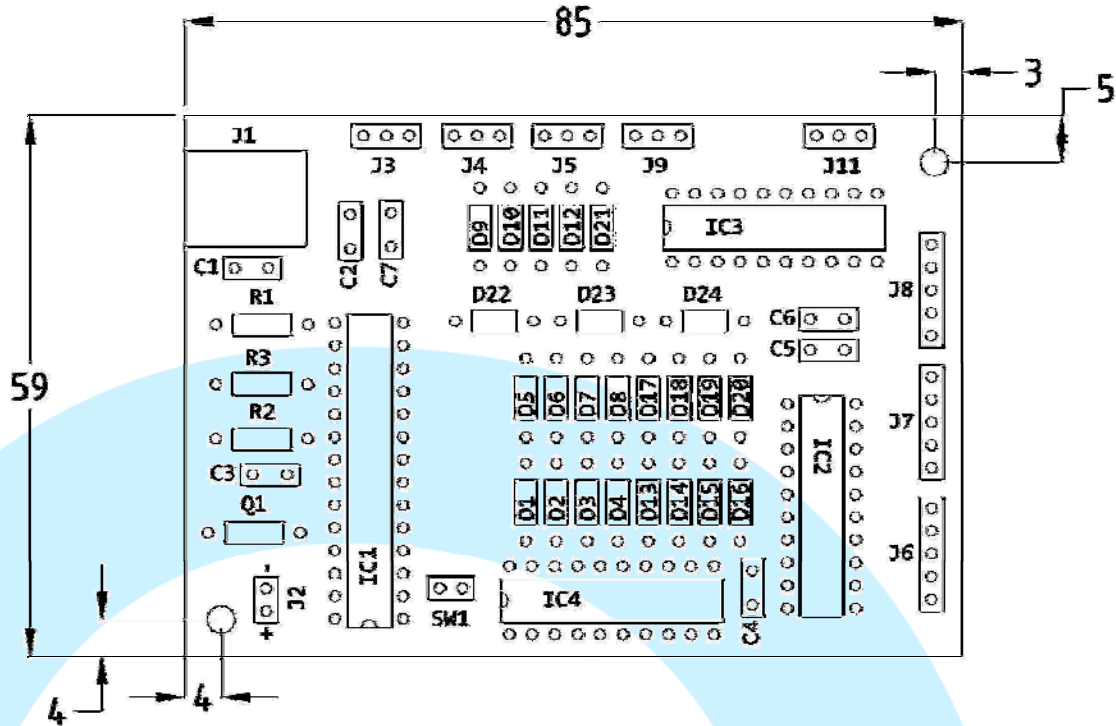 85
3
5
J1
J3
J4
J5
J9
J11
D9
D10
D11
D12
D21
IC3
C1
C2
C7
R1
D22
D23
D24
J8
C6
C5
R3
59
D5
D6
D7
D8
D17
D18
D19
D20
R2
J7
IC2
C3
Q1
D1
D2
D3
D4
D13
D14
D15
D16
J6
IC1
-
J2
+
SW1
IC4
C4
4
4